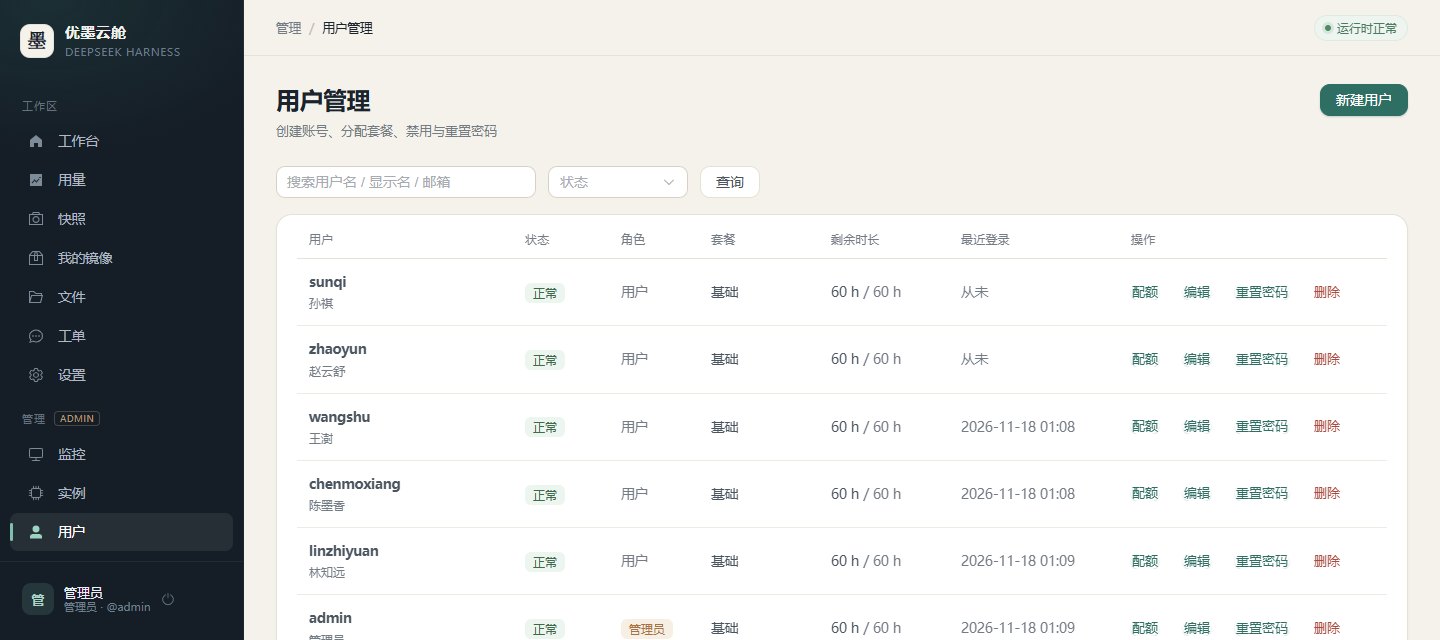 墨
优墨云舱
DEEPSEEK HARNESS
工作区
工作台
用量
快照
我的镜像
文件
工单
设置
管理 ADMIN
监控
实例
用户
管
管理员
管理员 · @admin
管理 / 用户管理
运行时正常
用户管理
新建用户
创建账号、分配套餐、禁用与重置密码
搜索用户名 / 显示名 / 邮箱
状态
查询
用户 状态 角色 套餐 剩余时长 最近登录 操作
sunqi
孙祺
正常 用户 基础 60 h / 60 h 从未 配额 编辑 重置密码 删除
zhaoyun
赵云舒
正常 用户 基础 60 h / 60 h 从未 配额 编辑 重置密码 删除
wangshu
王澍
正常 用户 基础 60 h / 60 h 2026-11-18 01:08 配额 编辑 重置密码 删除
chenmoxiang
陈墨香
正常 用户 基础 60 h / 60 h 2026-11-18 01:08 配额 编辑 重置密码 删除
linzhiyuan
林知远
正常 用户 基础 60 h / 60 h 2026-11-18 01:09 配额 编辑 重置密码 删除
admin
管理员
正常 管理员 基础 60 h / 60 h 2026-11-18 01:09 配额 编辑 重置密码 删除